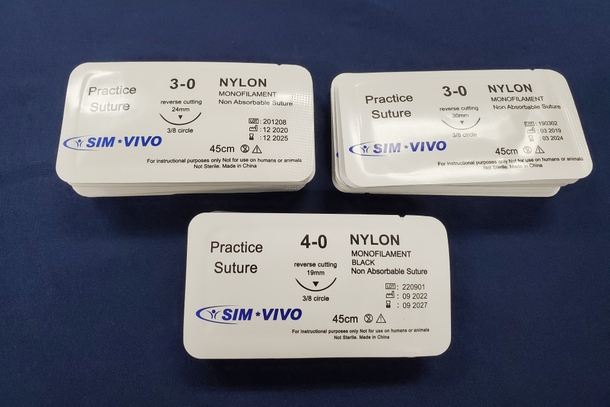 Practice
Suture
3-0
reverse cutting
24mm
3/8 circle
NYLON
MONOFILAMENT
Non Absorbable Suture
LOT: 201208
: 12 2020
: 12 2025
SIM★VIVO
45cm
For instructional purposes only Not for use on humans or animals
Not Sterile. Made in China
Practice
Suture
3-0
reverse cutting
30mm
3/8 circle
NYLON
MONOFILAMENT
Non Absorbable Suture
LOT: 190302
: 03 2019
: 03 2024
SIM★VIVO
45cm
For instructional purposes only Not for use on humans or animals
Not Sterile. Made in China
Practice
Suture
4-0
reverse cutting
19mm
3/8 circle
NYLON
MONOFILAMENT
BLACK
Non Absorbable Suture
LOT: 220901
: 09 2022
: 09 2027
SIM★VIVO
45cm
For instructional purposes only Not for use on humans or animals
Not Sterile. Made in China